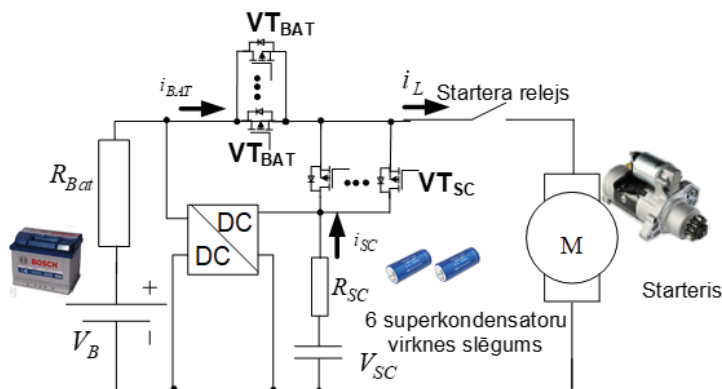 VT_BAT
i_BAT
i_L
Startera relejs
VT_BAT
R_Bat
VT_SC
DC
DC
i_SC
BOSCH
M
R_SC
Starteris
+
6 superkondensatoru
virknes slēgums
V_B
V_SC